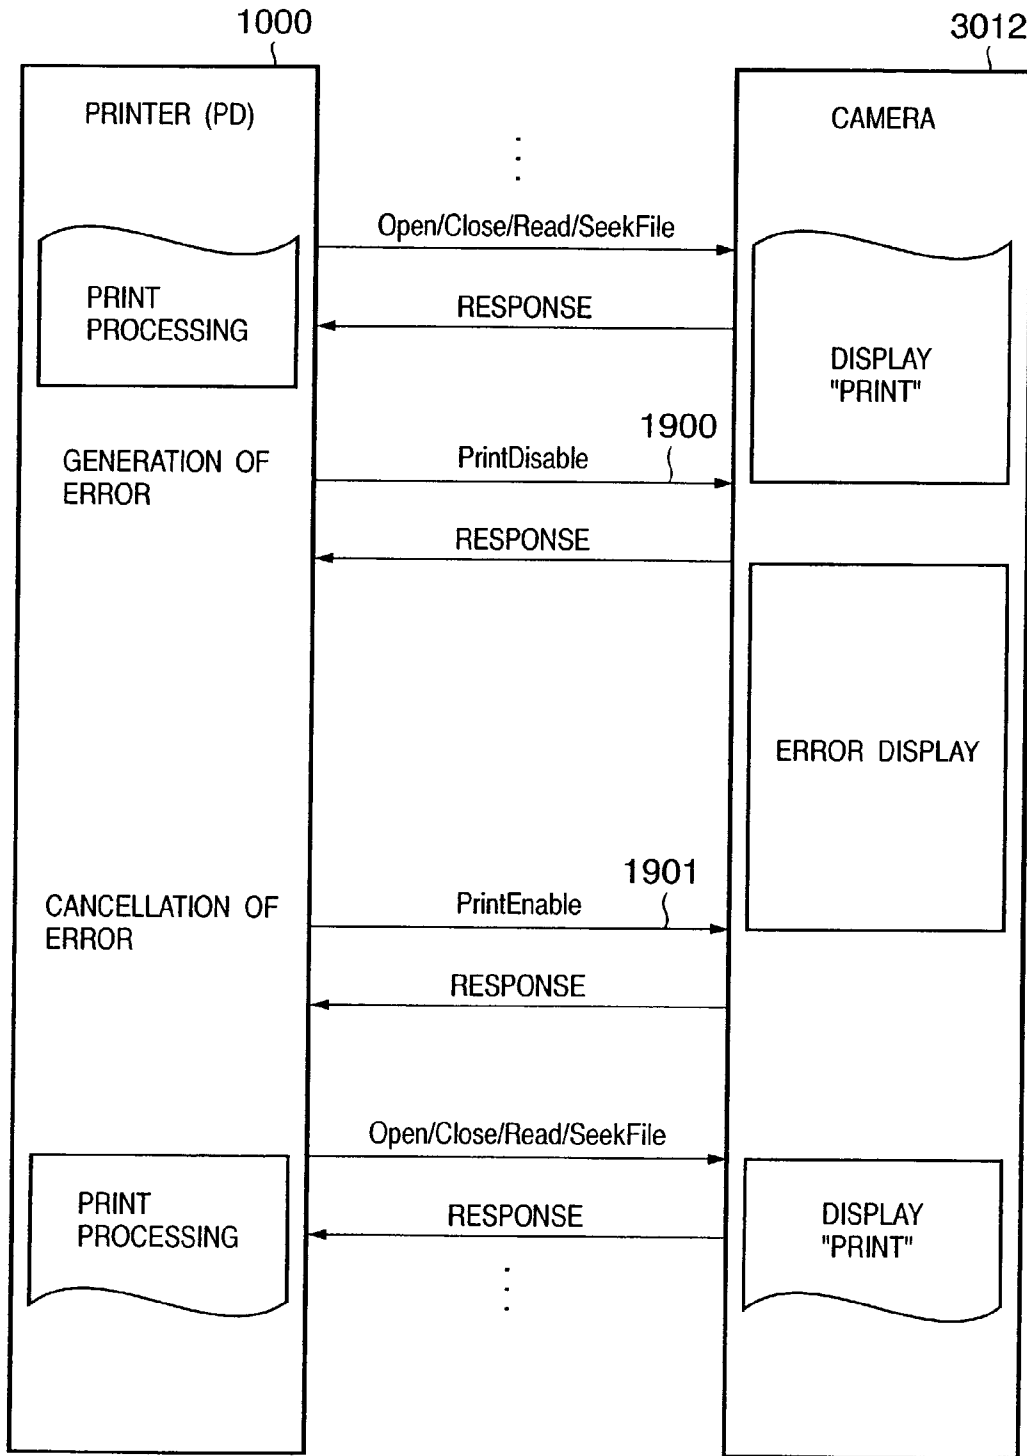 1000
3012
PRINTER (PD)
CAMERA
Open/Close/Read/SeekFile
PRINT
PROCESSING
RESPONSE
DISPLAY
"PRINT"
1900
GENERATION OF
ERROR
PrintDisable
RESPONSE
ERROR DISPLAY
1901
CANCELLATION OF
ERROR
PrintEnable
RESPONSE
Open/Close/Read/SeekFile
PRINT
PROCESSING
RESPONSE
DISPLAY
"PRINT"